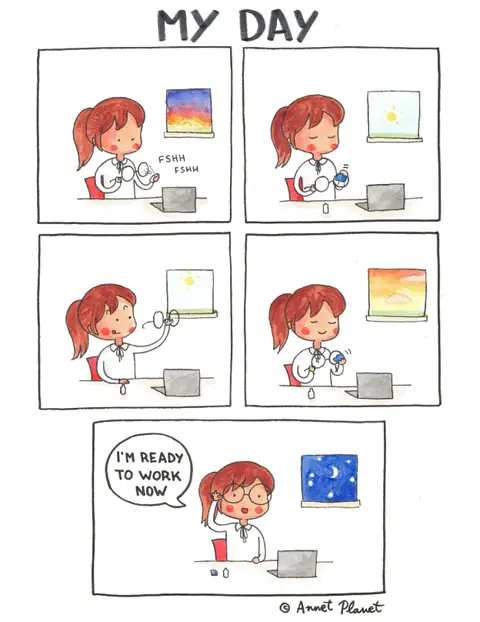 MY DAY
FSHH
FSHH
I'M READY
TO WORK
NOW
© Annet Planet